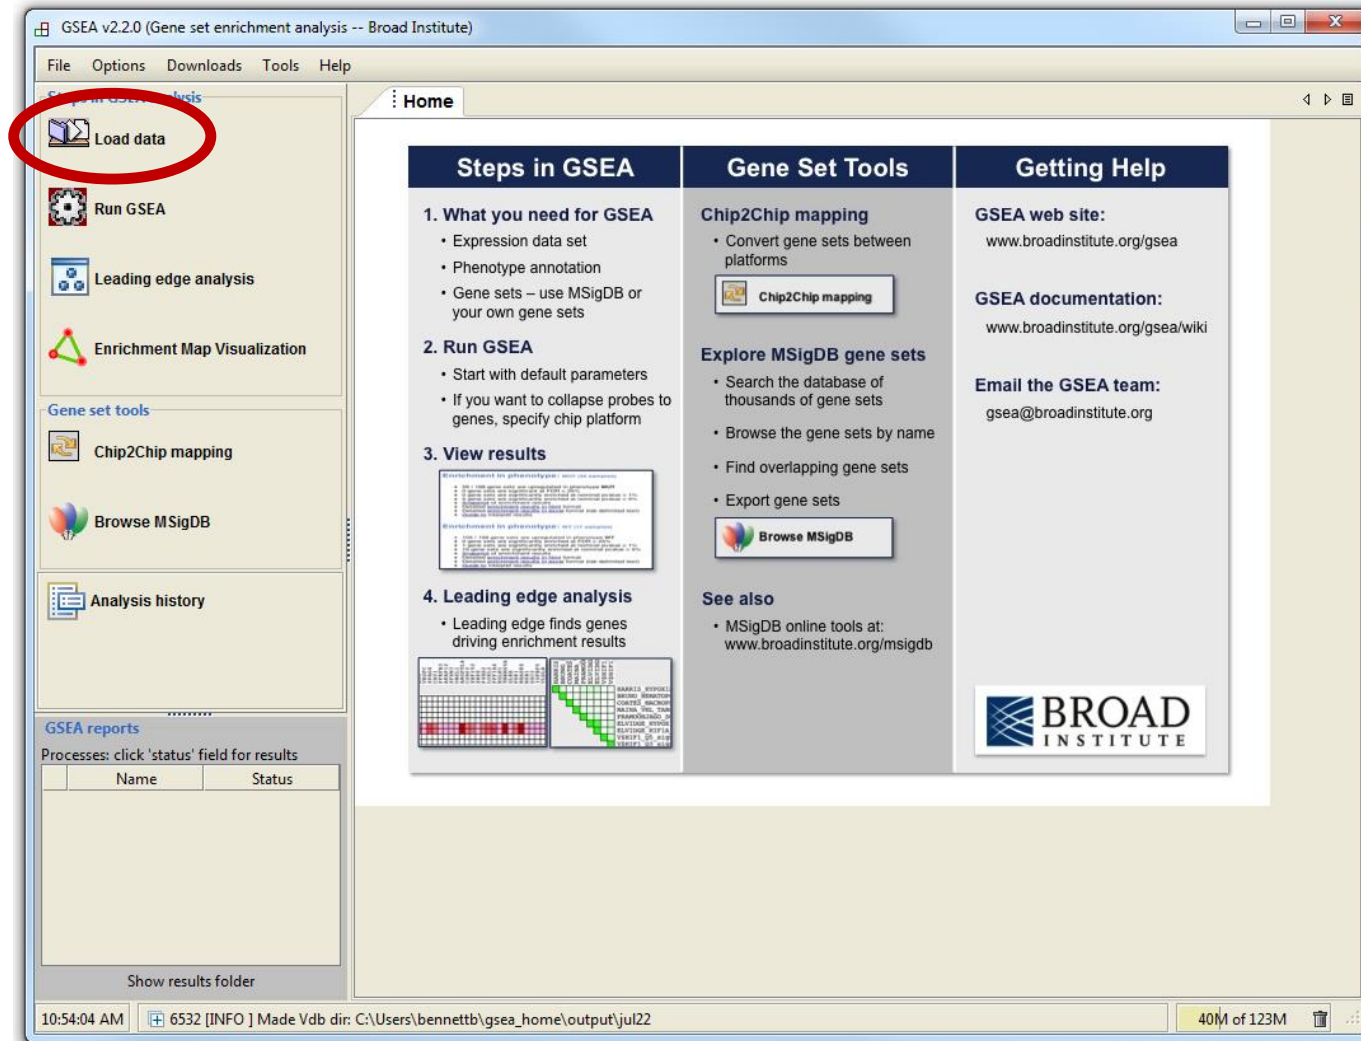 GSEA v2.2.0 (Gene set enrichment analysis -- Broad Institute)
File Options Downloads Tools Help
Load data
Run GSEA
Leading edge analysis
Enrichment Map Visualization
Gene set tools
Chip2Chip mapping
Browse MSigDB
Analysis history
GSEA reports
Processes: click 'status' field for results
Name Status
Show results folder
Home
Steps in GSEA
1. What you need for GSEA
• Expression data set
• Phenotype annotation
• Gene sets – use MSigDB or
your own gene sets
2. Run GSEA
• Start with default parameters
• If you want to collapse probes to
genes, specify chip platform
3. View results
Enrichment in phenotype:
Enrichment in phenotype:
4. Leading edge analysis
• Leading edge finds genes
driving enrichment results
Gene Set Tools
Chip2Chip mapping
• Convert gene sets between
platforms
Chip2Chip mapping
Explore MSigDB gene sets
• Search the database of
thousands of gene sets
• Browse the gene sets by name
• Find overlapping gene sets
• Export gene sets
Browse MSigDB
See also
• MSigDB online tools at:
www.broadinstitute.org/msigdb
Getting Help
GSEA web site:
www.broadinstitute.org/gsea
GSEA documentation:
www.broadinstitute.org/gsea/wiki
Email the GSEA team:
gsea@broadinstitute.org
BROAD
INSTITUTE
10:54:04 AM 6532 [INFO ] Made Vdb dir: C:\Users\bennettb\gsea_home\output\jul22 40M of 123M